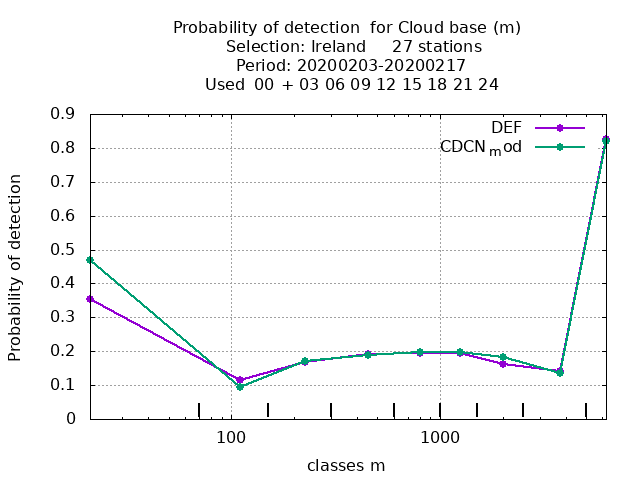 Probability of detection  for Cloud base (m)
Selection: Ireland     27 stations
Period: 20200203-20200217
Used  00  + 03 06 09 12 15 18 21 24
DEF
CDCN_mod
Probability of detection
0.9
0.8
0.7
0.6
0.5
0.4
0.3
0.2
0.1
0
100
1000
classes m